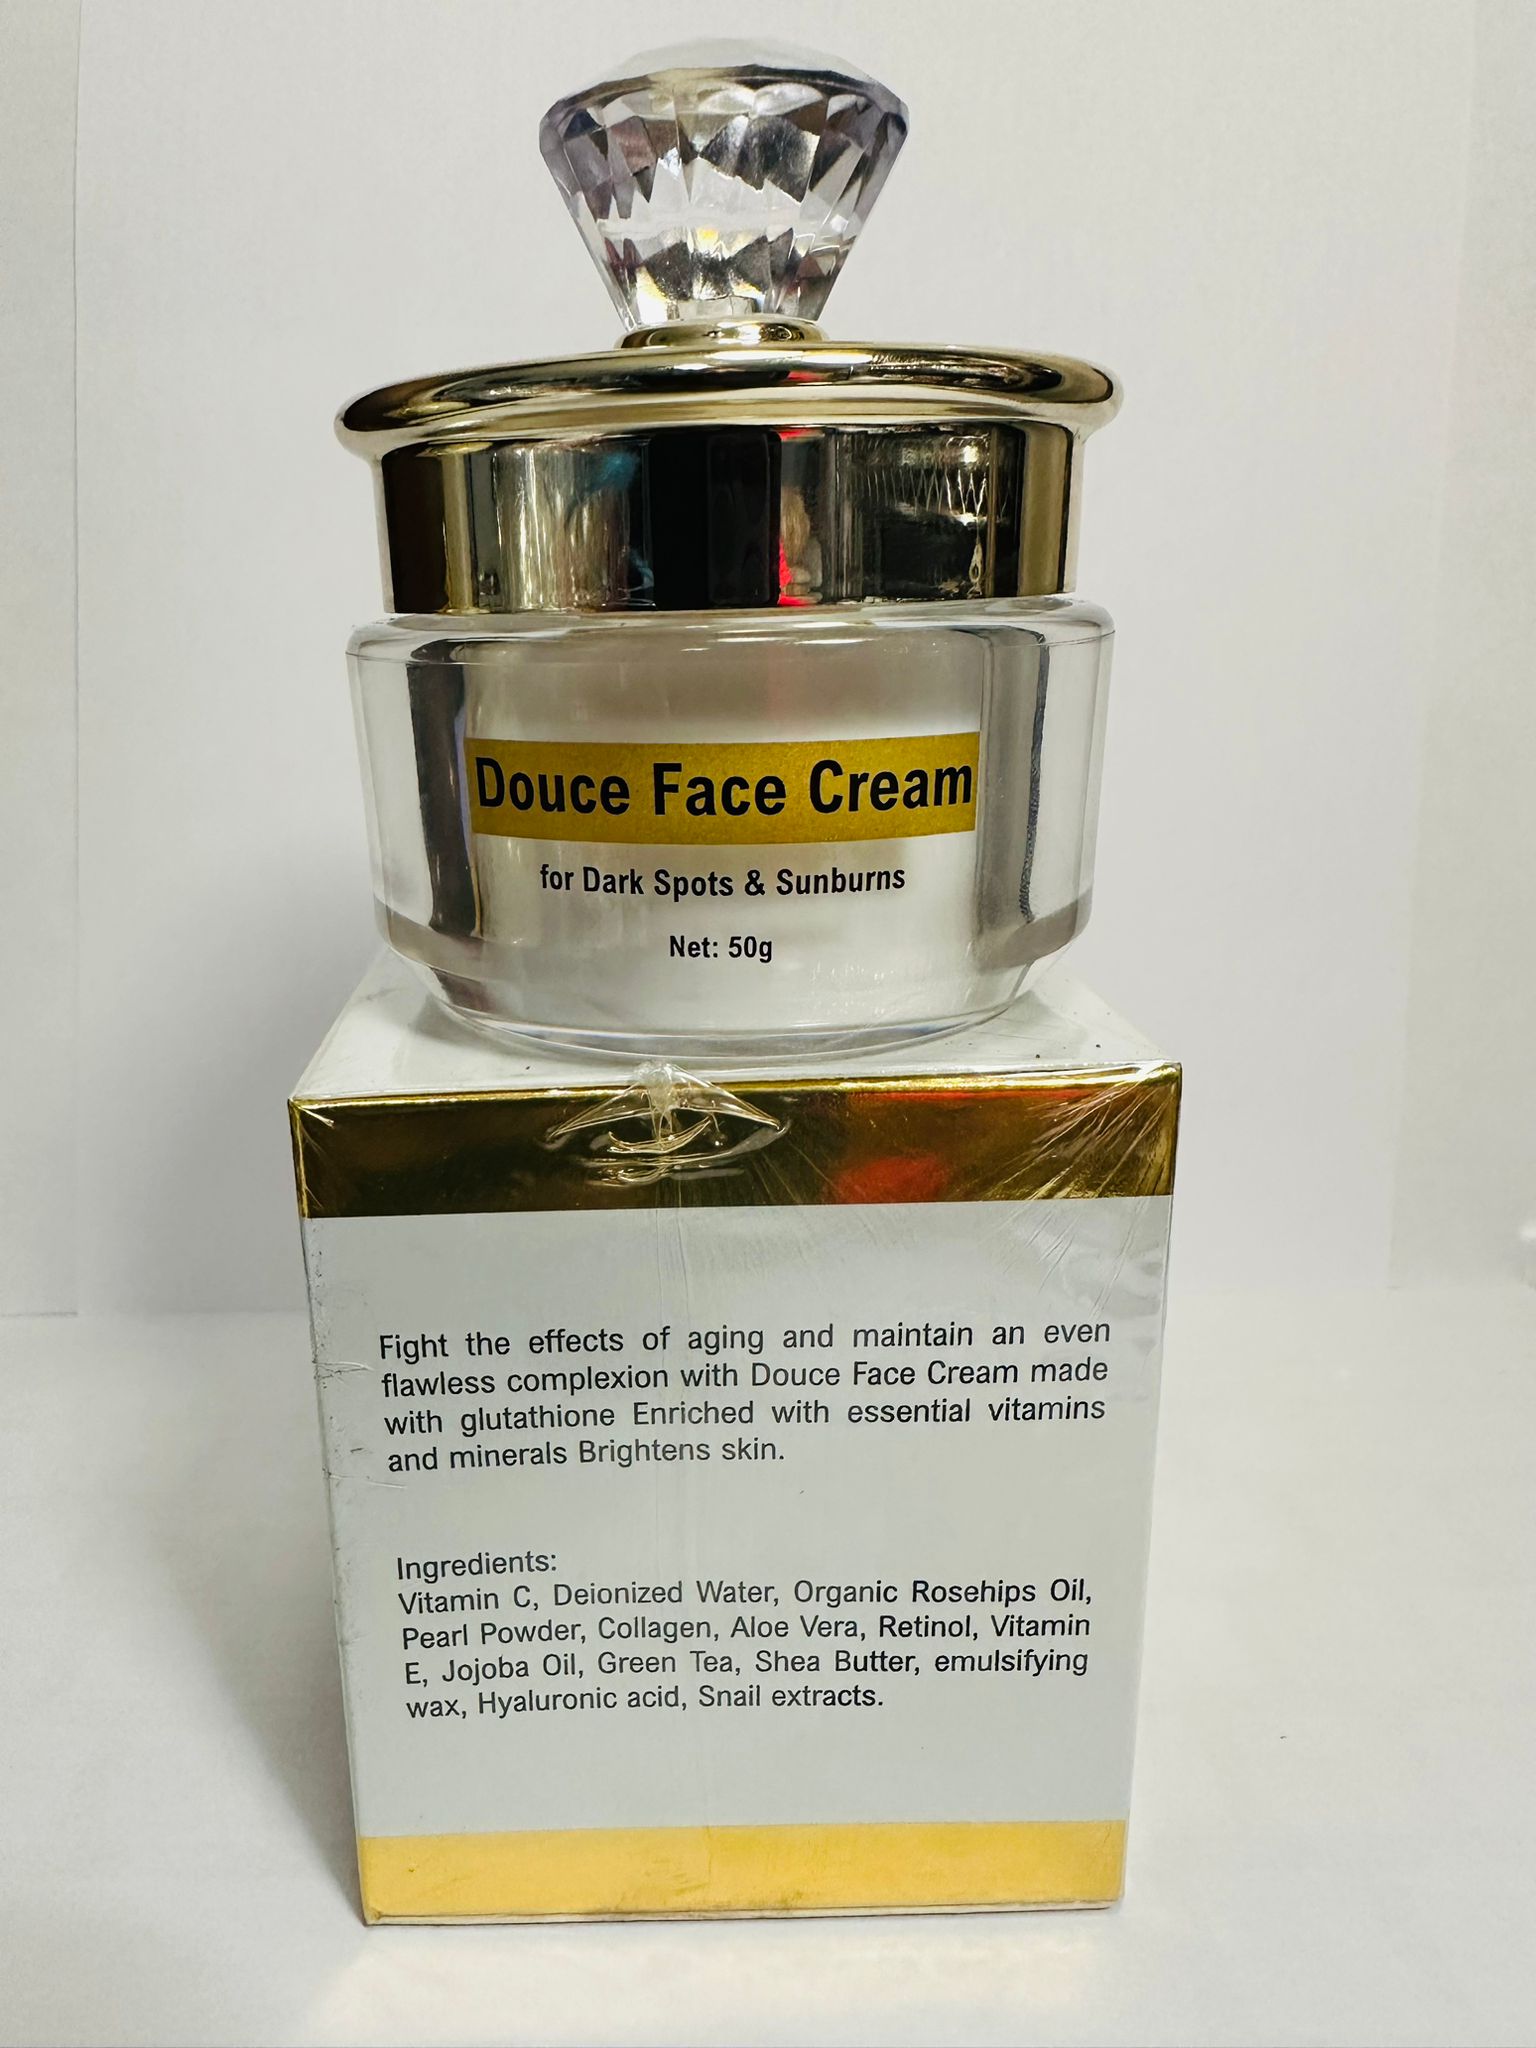 Douce Face Cream
for Dark Spots & Sunburns
Net: 50g
Fight the effects of aging and maintain an even
flawless complexion with Douce Face Cream made
with glutathione Enriched with essential vitamins
and minerals Brightens skin.
Ingredients:
Vitamin C, Deionized Water, Organic Rosehips Oil,
Pearl Powder, Collagen, Aloe Vera, Retinol, Vitamin
E, Jojoba Oil, Green Tea, Shea Butter, emulsifying
wax, Hyaluronic acid, Snail extracts.